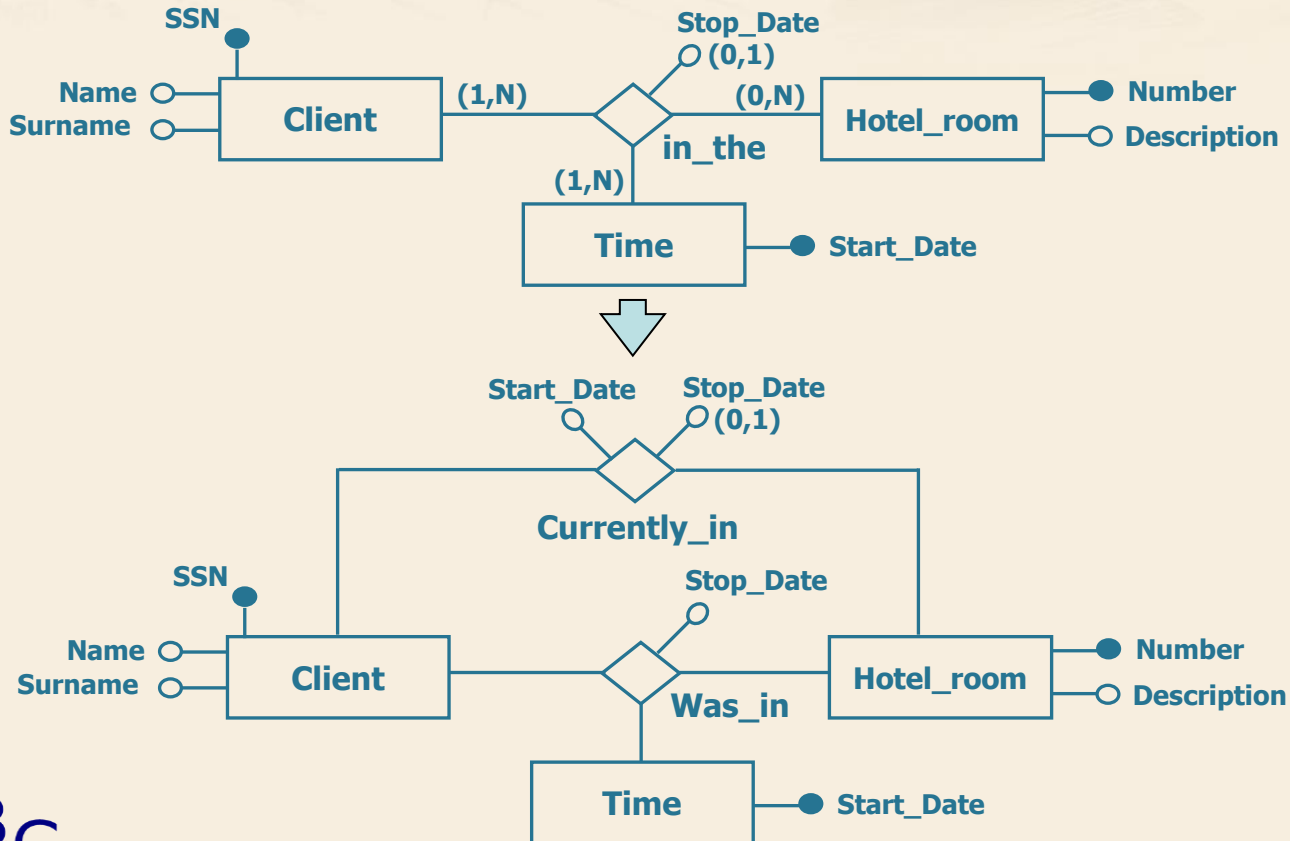 SSN
Stop_Date
(0,1)
Name
Surname
Client
(1,N)
(0,N)
Hotel_room
Number
Description
in_the
(1,N)
Time
Start_Date
Start_Date
Stop_Date
(0,1)
Currently_in
SSN
Stop_Date
Name
Surname
Client
Hotel_room
Number
Description
Was_in
Time
Start_Date